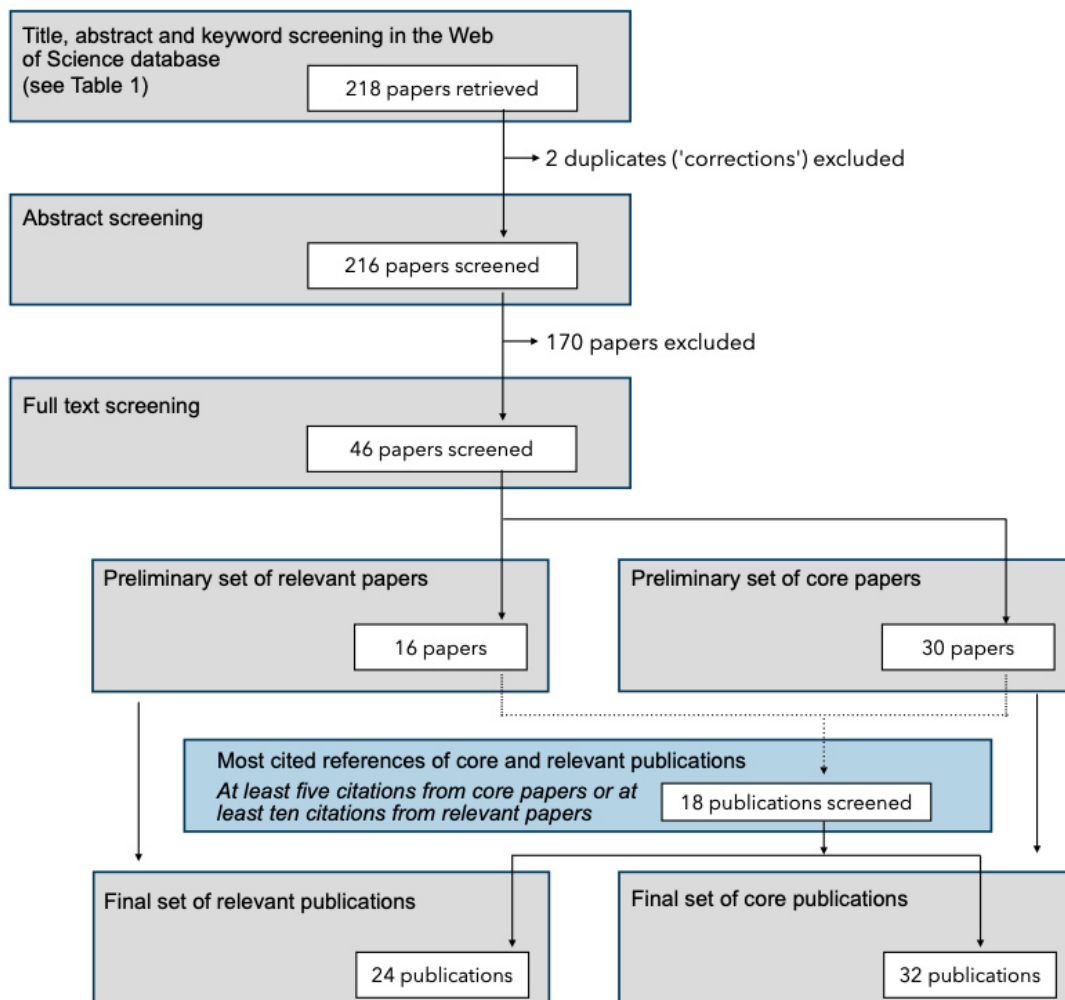 Title, abstract and keyword screening in the Web
of Science database
(see Table 1)
218 papers retrieved
2 duplicates ('corrections') excluded
Abstract screening
216 papers screened
170 papers excluded
Full text screening
46 papers screened
Preliminary set of relevant papers
16 papers
Preliminary set of core papers
30 papers
Most cited references of core and relevant publications
At least five citations from core papers or at
least ten citations from relevant papers
18 publications screened
Final set of relevant publications
24 publications
Final set of core publications
32 publications